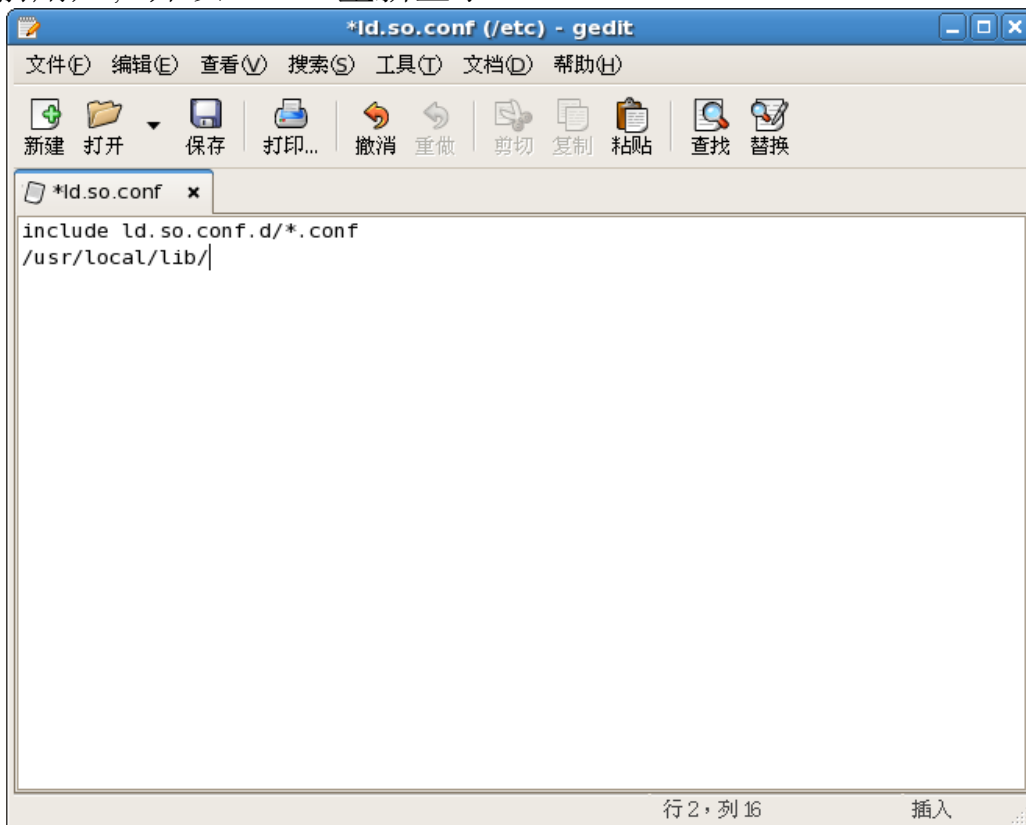 *ld.so.conf (/etc) - gedit
文件(F) 编辑(E) 查看(V) 搜索(S) 工具(T) 文档(D) 帮助(H)
新建 打开 保存 打印... 撤消 重做 剪切 复制 粘贴 查找 替换
*ld.so.conf
include ld.so.conf.d/*.conf
/usr/local/lib/
行 2，列 16 插入